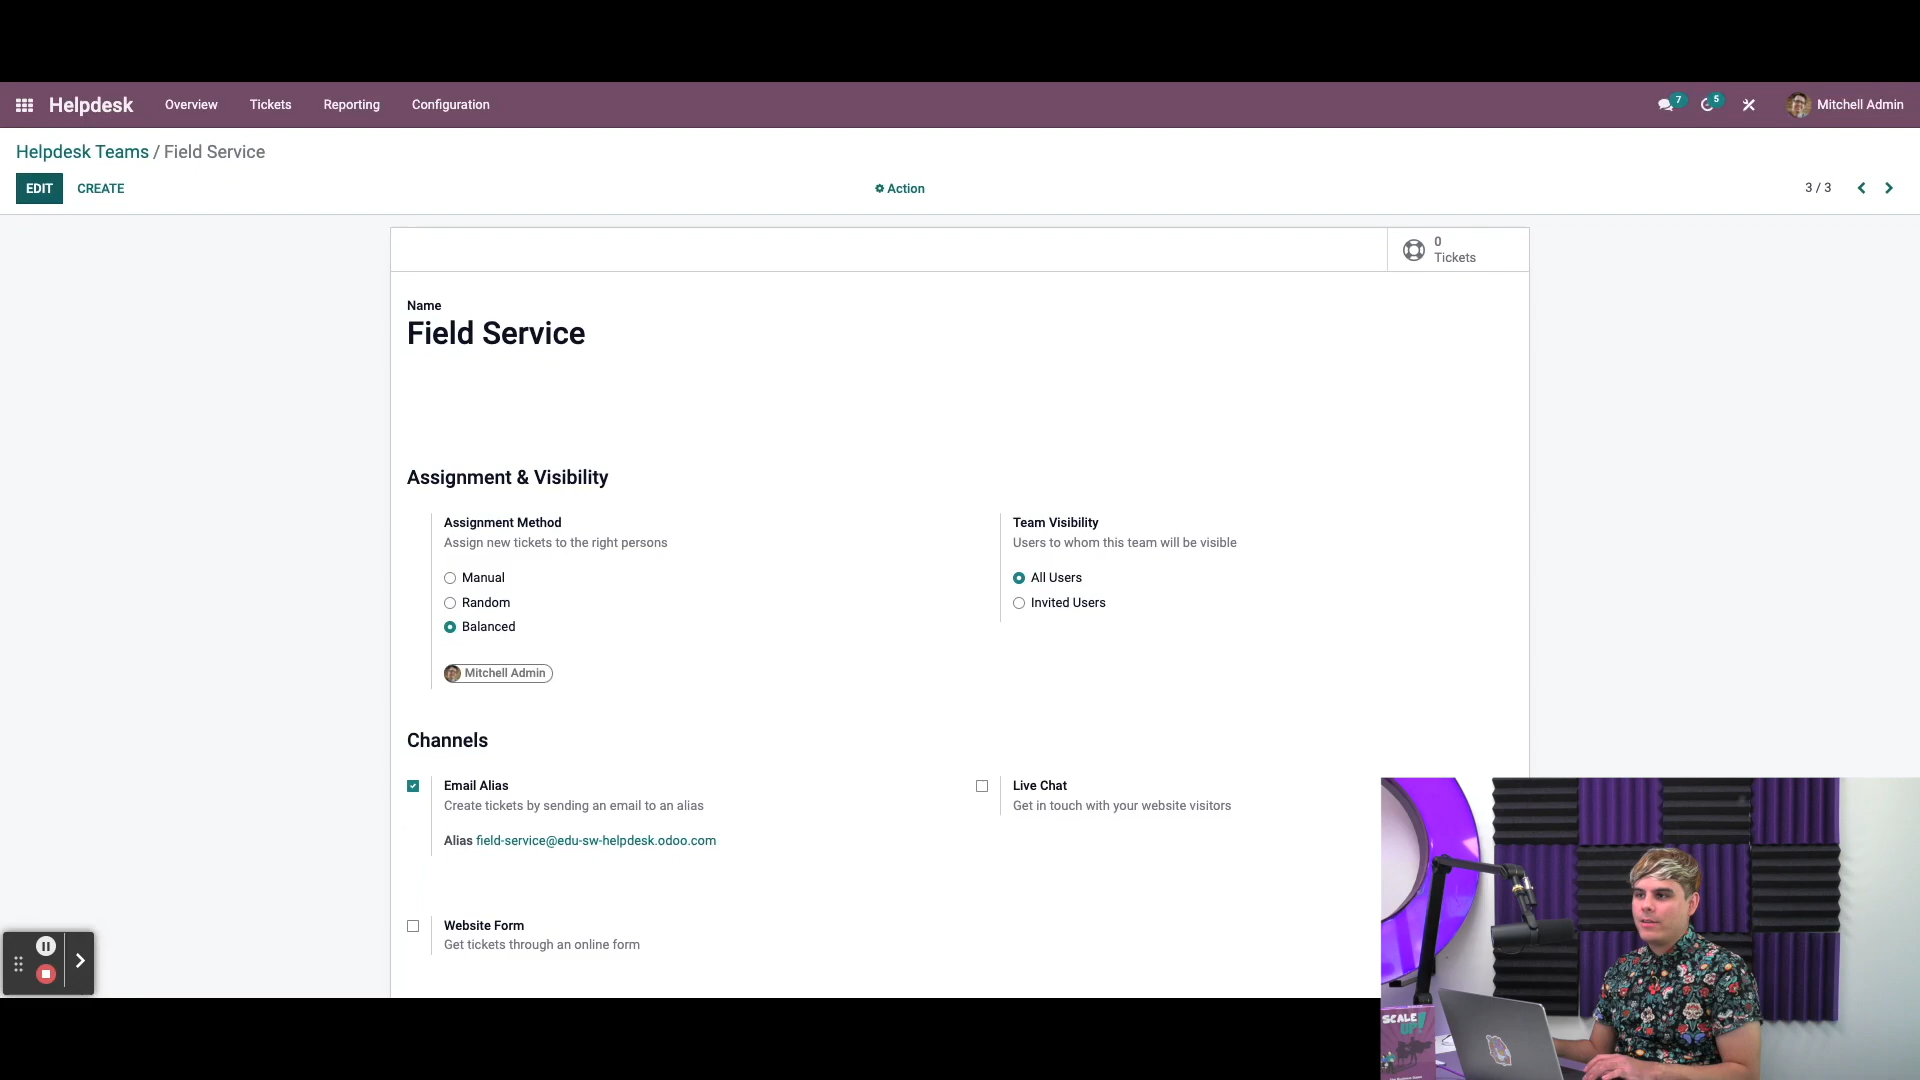 Helpdesk Overview Tickets Reporting Configuration 7 5 Mitchell Admin
Helpdesk Teams / Field Service
EDIT CREATE Action 3 / 3
0
Tickets
Name
Field Service
Assignment & Visibility
Assignment Method
Assign new tickets to the right persons
Manual
Random
Balanced
Mitchell Admin
Team Visibility
Users to whom this team will be visible
All Users
Invited Users
Channels
Email Alias
Create tickets by sending an email to an alias
Alias field-service@edu-sw-helpdesk.odoo.com
Live Chat
Get in touch with your website visitors
Website Form
Get tickets through an online form
SCALE
UP!